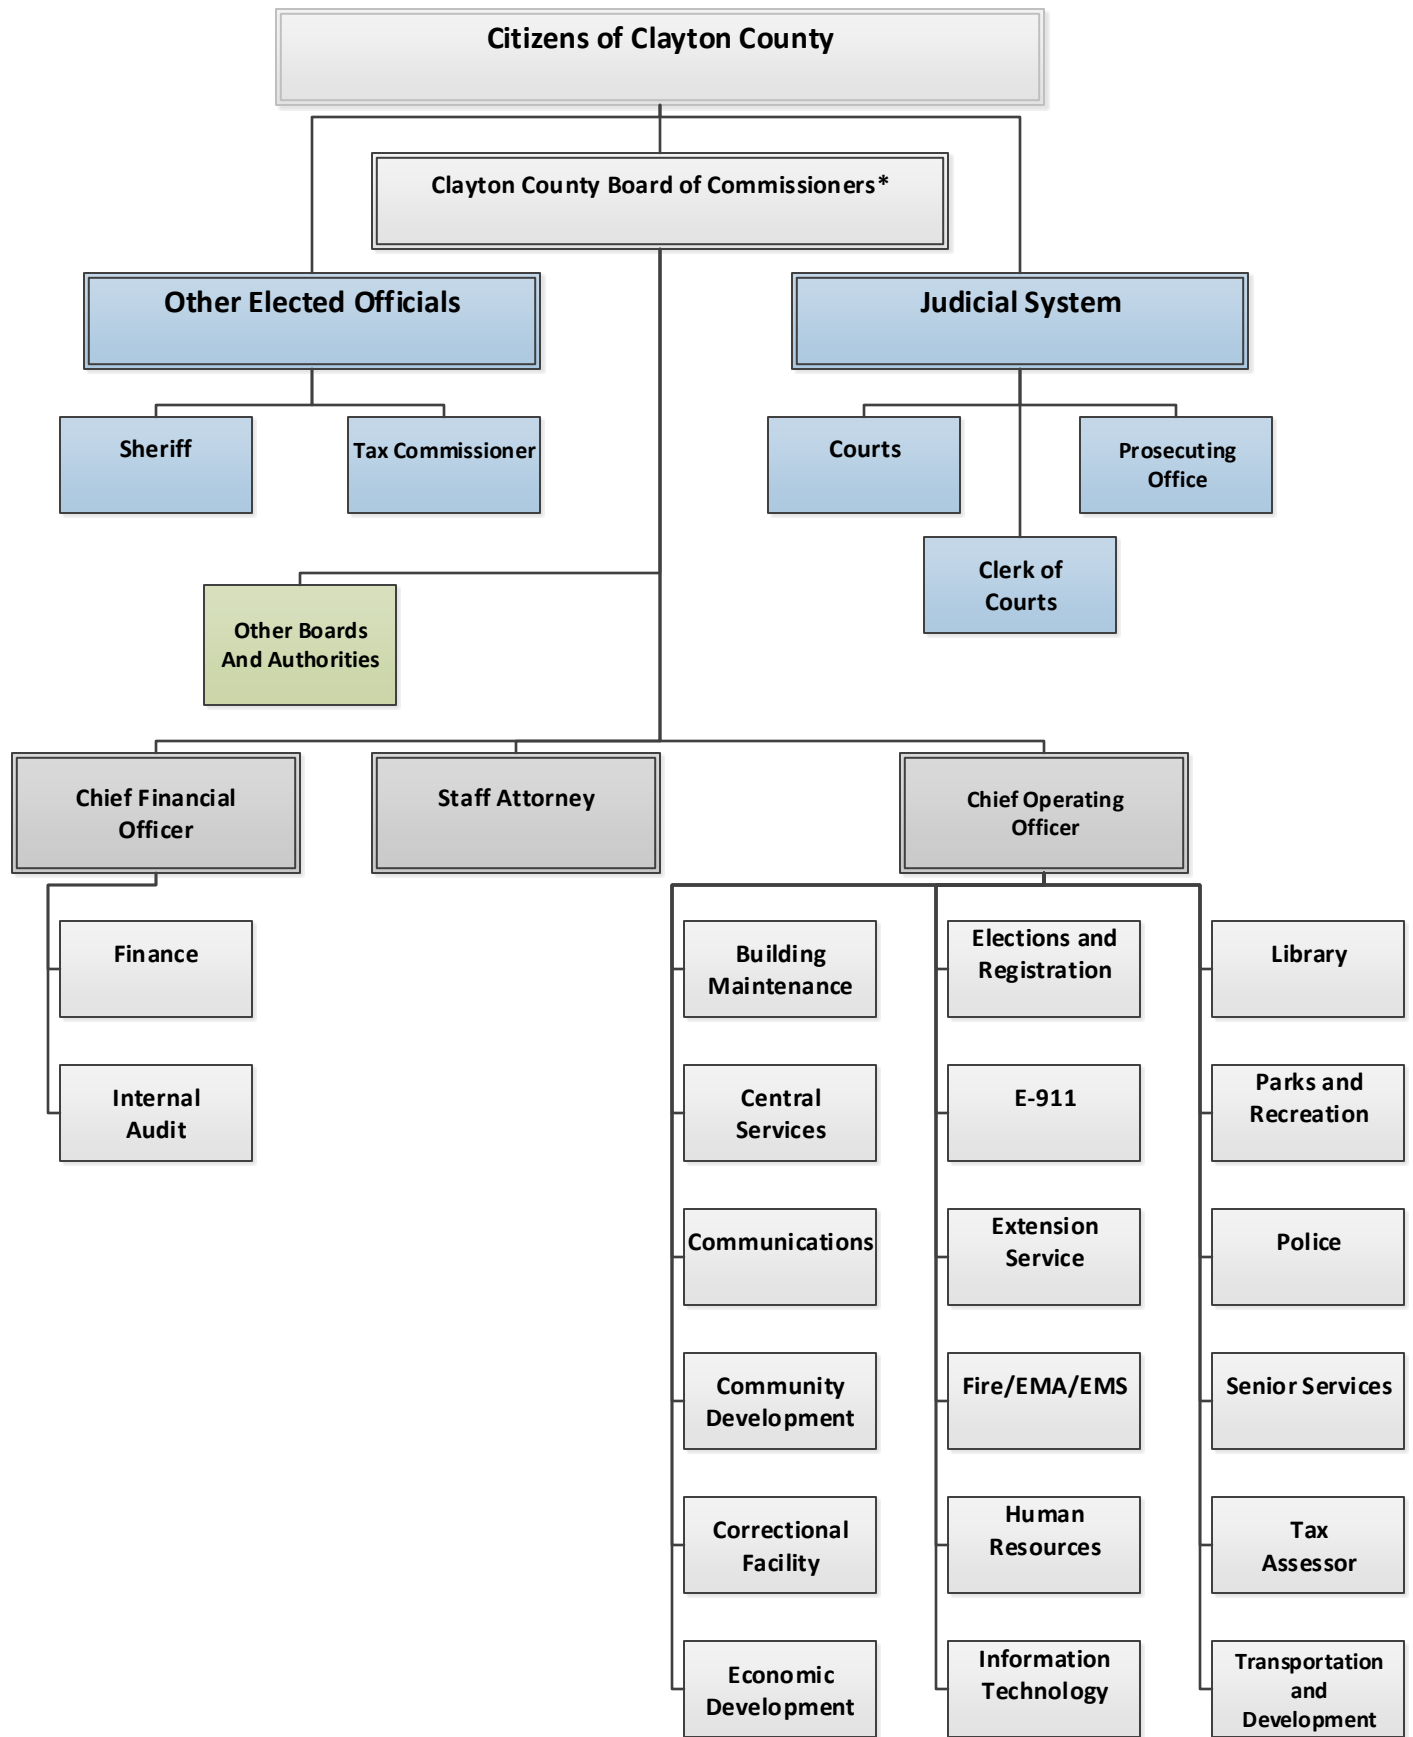 Citizens of Clayton County
Clayton County Board of Commissioners*
Other Elected Officials
Judicial System
Sheriff
Tax Commissioner
Courts
Prosecuting
Office
Clerk of
Courts
Other Boards
And Authorities
Chief Financial
Officer
Staff Attorney
Chief Operating
Officer
Finance
Internal
Audit
Building
Maintenance
Central
Services
Communications
Community
Development
Correctional
Facility
Economic
Development
Elections and
Registration
E-911
Extension
Service
Fire/EMA/EMS
Human
Resources
Information
Technology
Library
Parks and
Recreation
Police
Senior Services
Tax
Assessor
Transportation
and
Development